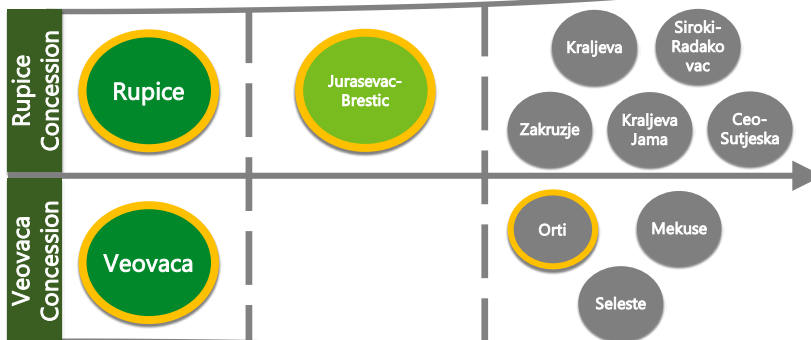 Rupice
Concession
Rupice
Jurasevac-
Brestic
Kraljeva
Siroki-
Radako
vac
Zakruzje
Kraljeva
Jama
Ceo-
Sutjeska
Veovaca
Concession
Veovaca
Orti
Mekuse
Seleste